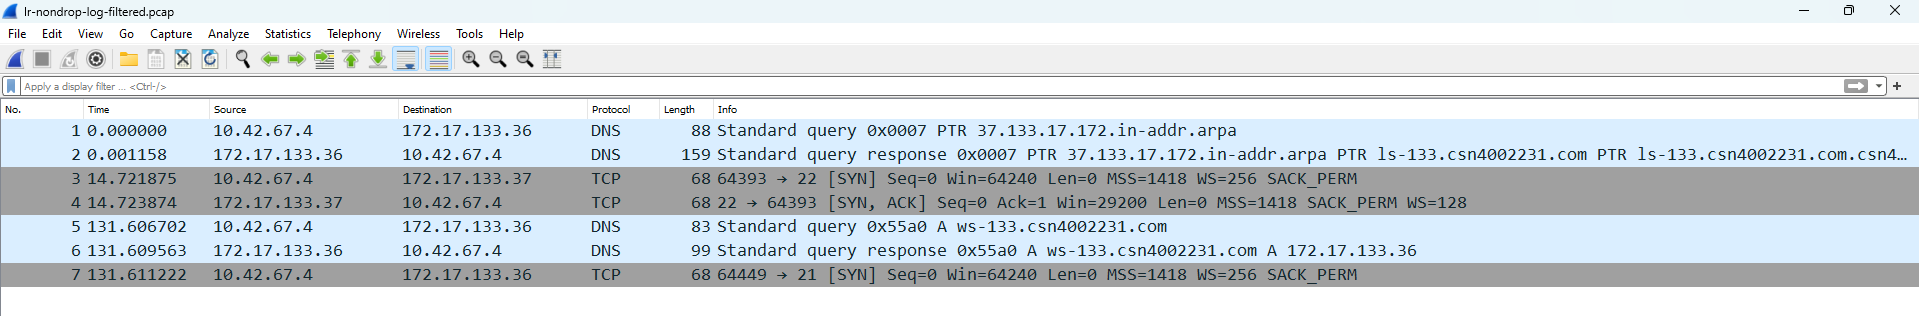 lr-nondrop-log-filtered.pcap
File Edit View Go Capture Analyze Statistics Telephony Wireless Tools Help
Apply a display filter ... <Ctrl-/>
No. Time Source Destination Protocol Length Info
1 0.000000 10.42.67.4 172.17.133.36 DNS 88 Standard query 0x0007 PTR 37.133.17.172.in-addr.arpa
2 0.001158 172.17.133.36 10.42.67.4 DNS 159 Standard query response 0x0007 PTR 37.133.17.172.in-addr.arpa PTR ls-133.csn4002231.com PTR ls-133.csn4002231.com.csn4…
3 14.721875 10.42.67.4 172.17.133.37 TCP 68 64393 → 22 [SYN] Seq=0 Win=64240 Len=0 MSS=1418 WS=256 SACK_PERM
4 14.723874 172.17.133.37 10.42.67.4 TCP 68 22 → 64393 [SYN, ACK] Seq=0 Ack=1 Win=29200 Len=0 MSS=1418 SACK_PERM WS=128
5 131.606702 10.42.67.4 172.17.133.36 DNS 83 Standard query 0x55a0 A ws-133.csn4002231.com
6 131.609563 172.17.133.36 10.42.67.4 DNS 99 Standard query response 0x55a0 A ws-133.csn4002231.com A 172.17.133.36
7 131.611222 10.42.67.4 172.17.133.36 TCP 68 64449 → 21 [SYN] Seq=0 Win=64240 Len=0 MSS=1418 WS=256 SACK_PERM